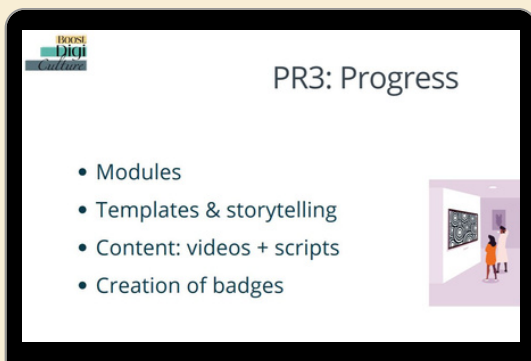 Boost
Digi
Culture
PR3: Progress
• Modules
• Templates & storytelling
• Content: videos + scripts
• Creation of badges